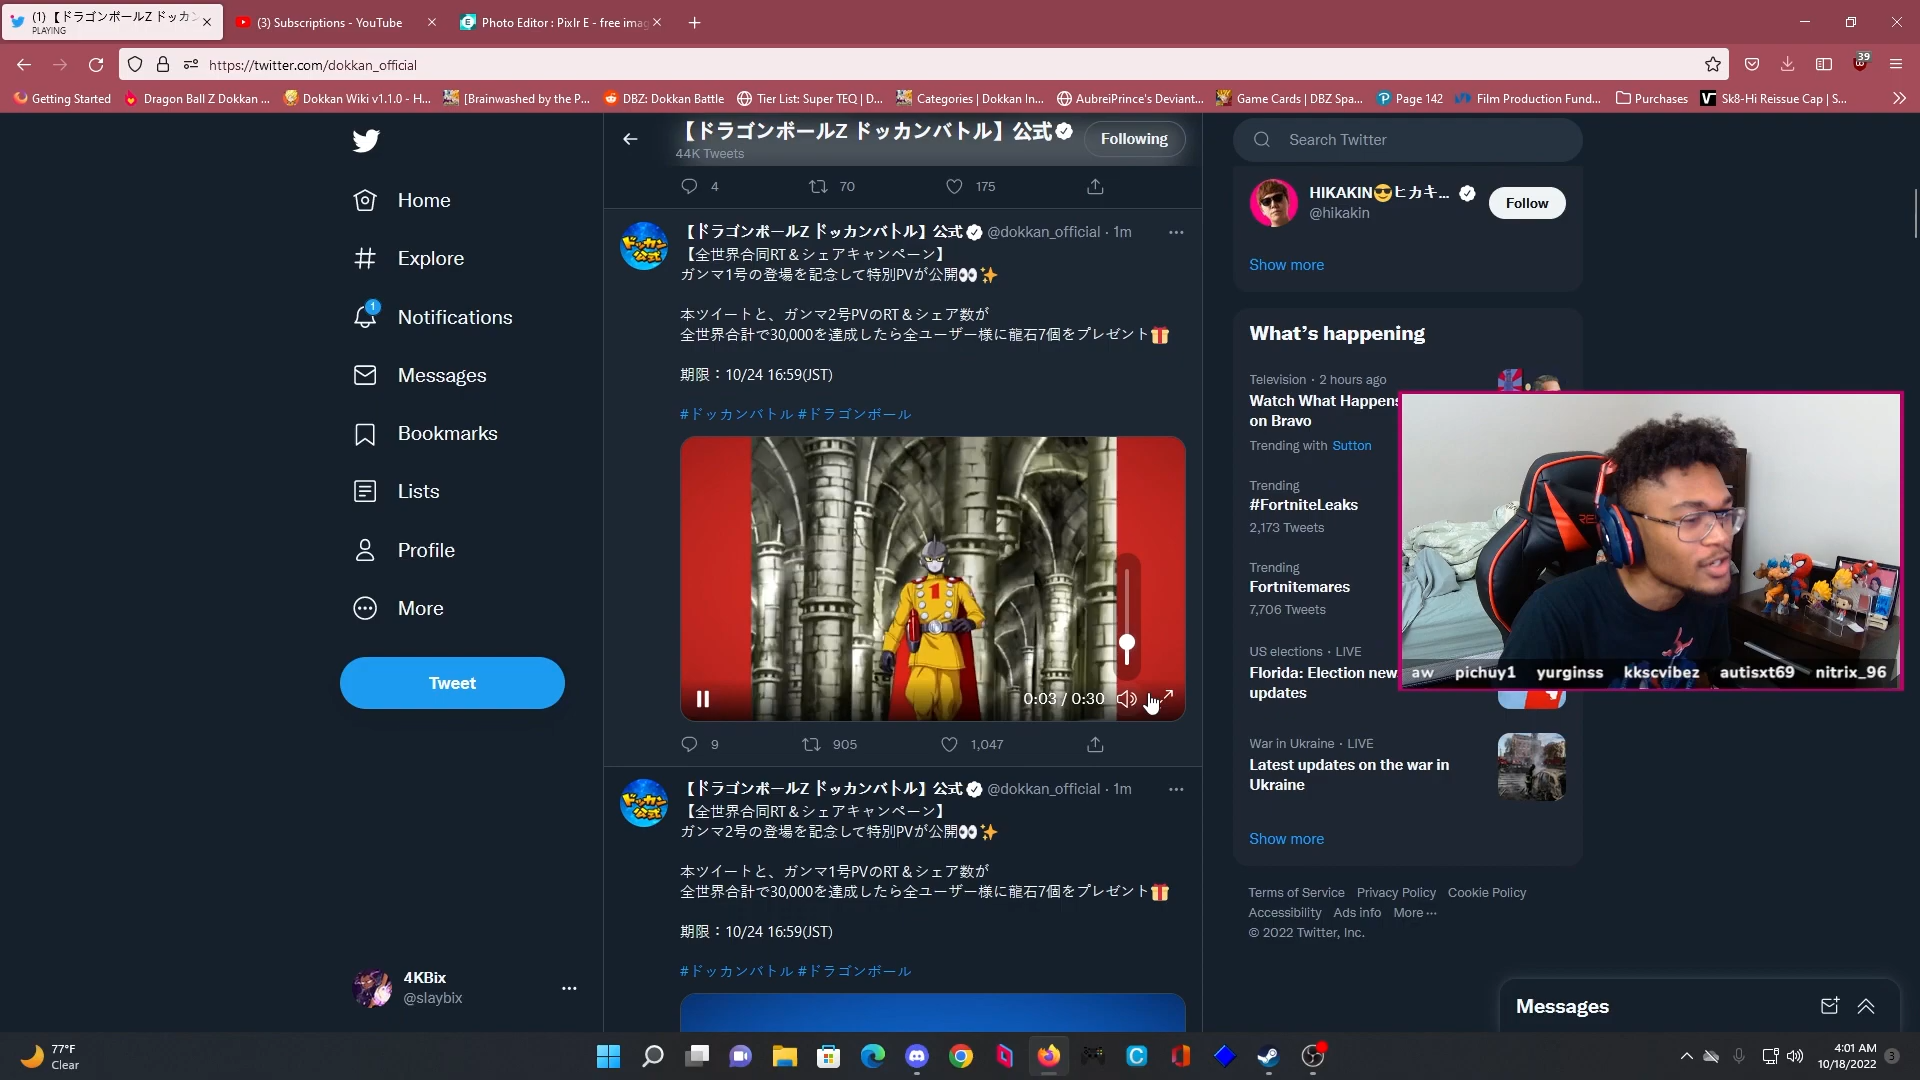 (1) 【ドラゴンボールZ ドッカン
PLAYING
(3) Subscriptions - YouTube
Photo Editor : Pixlr E - free imag
https://twitter.com/dokkan_official
39
Getting Started
Dragon Ball Z Dokkan ...
Dokkan Wiki v1.1.0 - H...
[Brainwashed by the P...
DBZ: Dokkan Battle
Tier List: Super TEQ | D...
Categories | Dokkan In...
AubreiPrince's Deviant...
Game Cards | DBZ Spa...
Page 142
Film Production Fund...
Purchases
Sk8-Hi Reissue Cap | S...
Home
Explore
1
Notifications
Messages
Bookmarks
Lists
Profile
More
Tweet
4KBix
@slaybix
【ドラゴンボールZ ドッカンバトル】公式
44K Tweets
Following
4
70
175
【ドラゴンボールZ ドッカンバトル】公式 @dokkan_official · 1m
【全世界合同RT＆シェアキャンペーン】
ガンマ1号の登場を記念して特別PVが公開👀✨
本ツイートと、ガンマ2号PVのRT＆シェア数が
全世界合計で30,000を達成したら全ユーザー様に龍石7個をプレゼント🎁
期限：10/24 16:59(JST)
#ドッカンバトル #ドラゴンボール
1
0:03 / 0:30
9
905
1,047
【ドラゴンボールZ ドッカンバトル】公式 @dokkan_official · 1m
【全世界合同RT＆シェアキャンペーン】
ガンマ2号の登場を記念して特別PVが公開👀✨
本ツイートと、ガンマ1号PVのRT＆シェア数が
全世界合計で30,000を達成したら全ユーザー様に龍石7個をプレゼント🎁
期限：10/24 16:59(JST)
#ドッカンバトル #ドラゴンボール
Search Twitter
HIKAKIN😎ヒカキ...
@hikakin
Follow
Show more
What's happening
Television · 2 hours ago
Watch What Happens
on Bravo
Trending with Sutton
Trending
#FortniteLeaks
2,173 Tweets
Trending
Fortnitemares
7,706 Tweets
US elections · LIVE
Florida: Election new
updates
War in Ukraine · LIVE
Latest updates on the war in
Ukraine
Show more
Terms of Service Privacy Policy Cookie Policy
Accessibility Ads info More ···
© 2022 Twitter, Inc.
aw pichuy1 yurginss kkscvibez autisxt69 nitrix_96
Messages
77°F
Clear
4:01 AM
10/18/2022
3